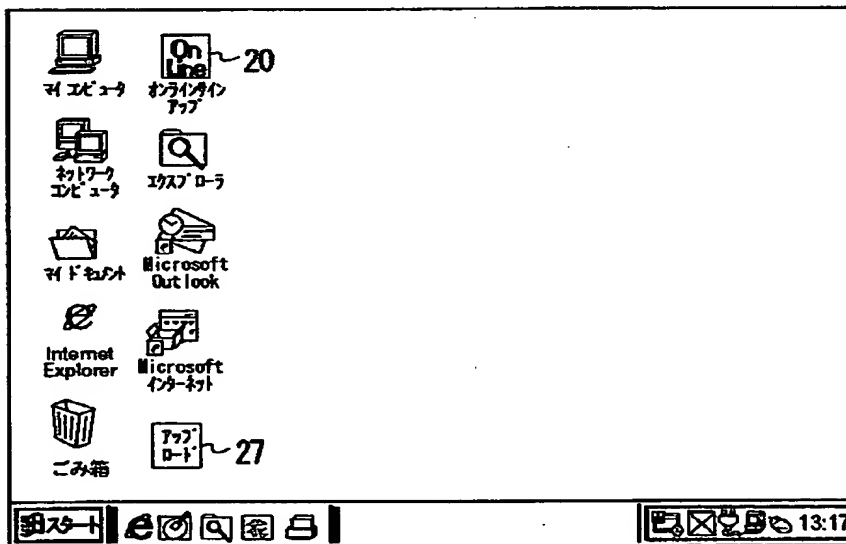 マイ コンピュータ
On
Line
20
オンラインサイン
アップ
ネットワーク
コンピュータ
エクスプローラ
マイ ドキュメント
Microsoft
Outlook
Internet
Explorer
Microsoft
インターネット
ごみ箱
アップ
ロード
27
スタート
13:17